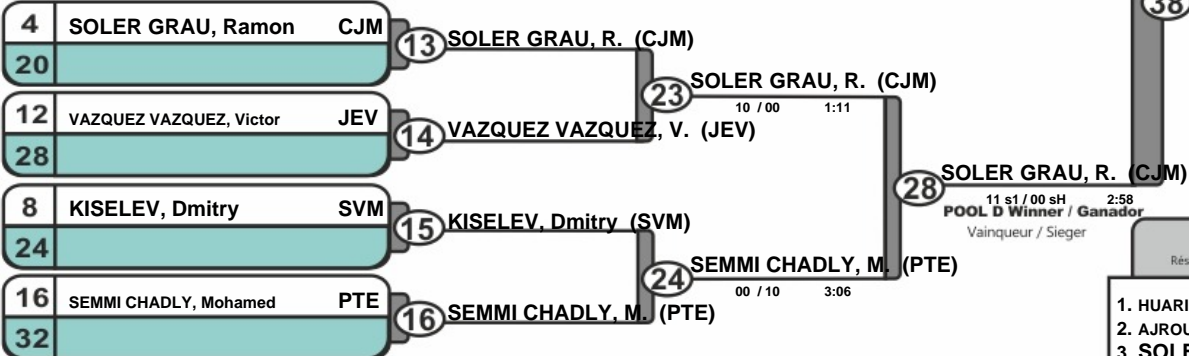 38
4 SOLER GRAU, Ramon CJM
20
13 SOLER GRAU, R. (CJM)
23 SOLER GRAU, R. (CJM)
10 / 00 1:11
12 VAZQUEZ VAZQUEZ, Victor JEV
28
14 VAZQUEZ VAZQUEZ, V. (JEV)
28 SOLER GRAU, R. (CJM)
11 s1 / 00 sH 2:58
POOL D Winner / Ganador
Vainqueur / Sieger
8 KISELEV, Dmitry SVM
24
15 KISELEV, Dmitry (SVM)
24 SEMMI CHADLY, M. (PTE)
00 / 10 3:06
16 SEMMI CHADLY, Mohamed PTE
32
16 SEMMI CHADLY, M. (PTE)
Rés
1. HUARI
2. AJROU
3. SOLE